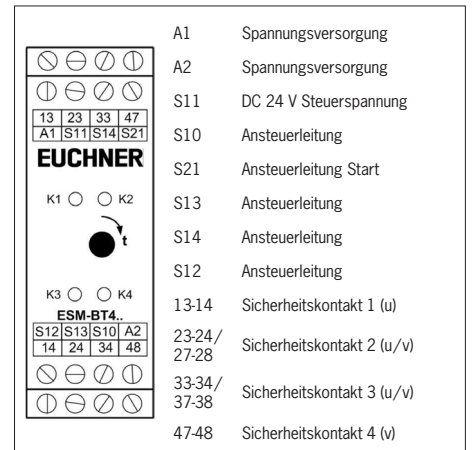 13 23 33 47
A1 S11 S14 S21
EUCHNER
K1 K2
t
K3 K4
ESM-BT4..
S12 S13 S10 A2
14 24 34 48
A1 Spannungsversorgung
A2 Spannungsversorgung
S11 DC 24 V Steuerspannung
S10 Ansteuerleitung
S21 Ansteuerleitung Start
S13 Ansteuerleitung
S14 Ansteuerleitung
S12 Ansteuerleitung
13-14 Sicherheitskontakt 1 (u)
23-24/
27-28 Sicherheitskontakt 2 (u/v)
33-34/
37-38 Sicherheitskontakt 3 (u/v)
47-48 Sicherheitskontakt 4 (v)